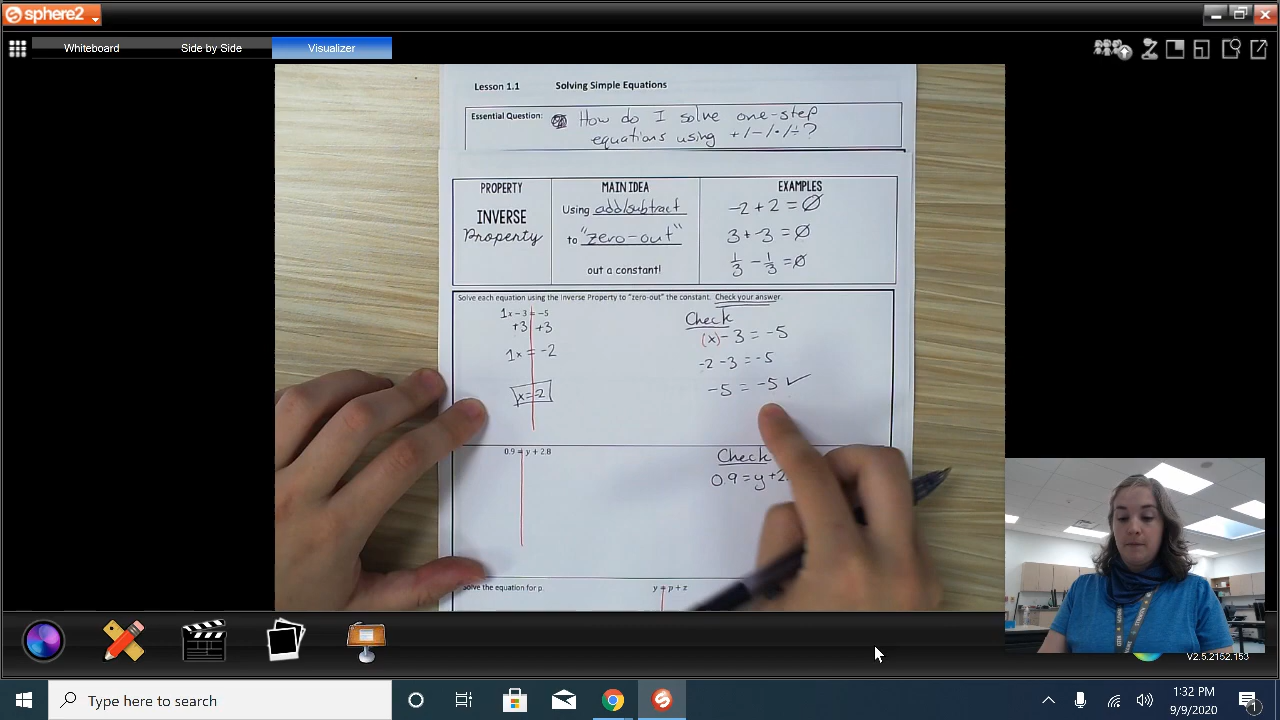 sphere2
Whiteboard
Side by Side
Visualizer
Lesson 1.1 Solving Simple Equations
Essential Question: How do I solve one-step
equations using +/-/•/÷?
PROPERTY
INVERSE
Property
MAIN IDEA
Using add/subtract
to "zero-out"
out a constant!
EXAMPLES
-2 + 2 = ∅
3 + -3 = ∅
1/3 - 1/3 = ∅
Solve each equation using the Inverse Property to "zero-out" the constant. Check your answer.
1x - 3 = -5
+3 +3
1x = -2
x = -2
Check
(x) - 3 = -5
-2 - 3 = -5
-5 = -5 ✓
0.9 = y + 2.8
Check
0.9 = y + 2.
Solve the equation for p.
y = p + z
V2.5.2152.153
Type here to search
1:32 PM
9/9/2020
1